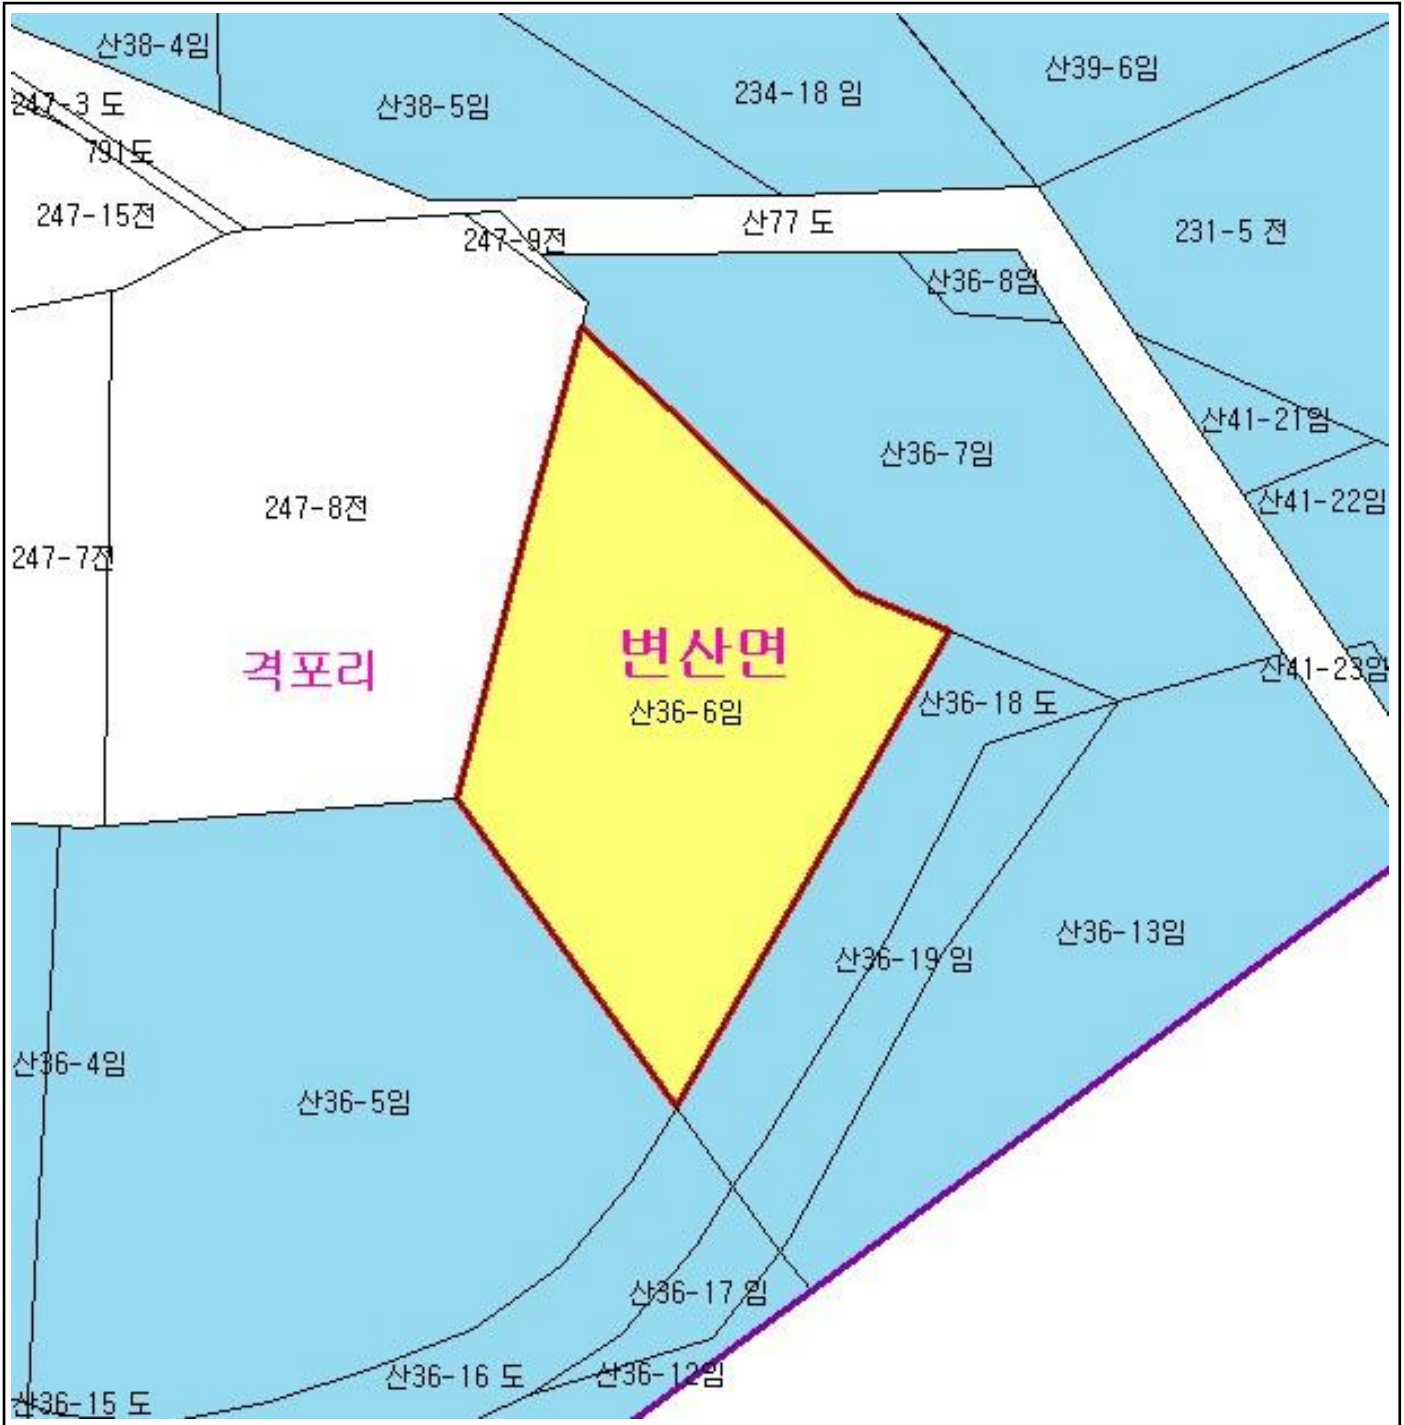 산38-4임
산39-6임
234-18 임
247-3 도
산38-5임
791도
247-15전
산77 도
231-5 전
247-9전
산36-8임
산41-21임
산36-7임
산41-22임
247-8전
247-7전
변산면
격포리
산41-23임
산36-18 도
산36-6임
산36-13임
산36-19 임
산36-4임
산36-5임
산36-17 임
산36-16 도
산36-12임
산36-15 도